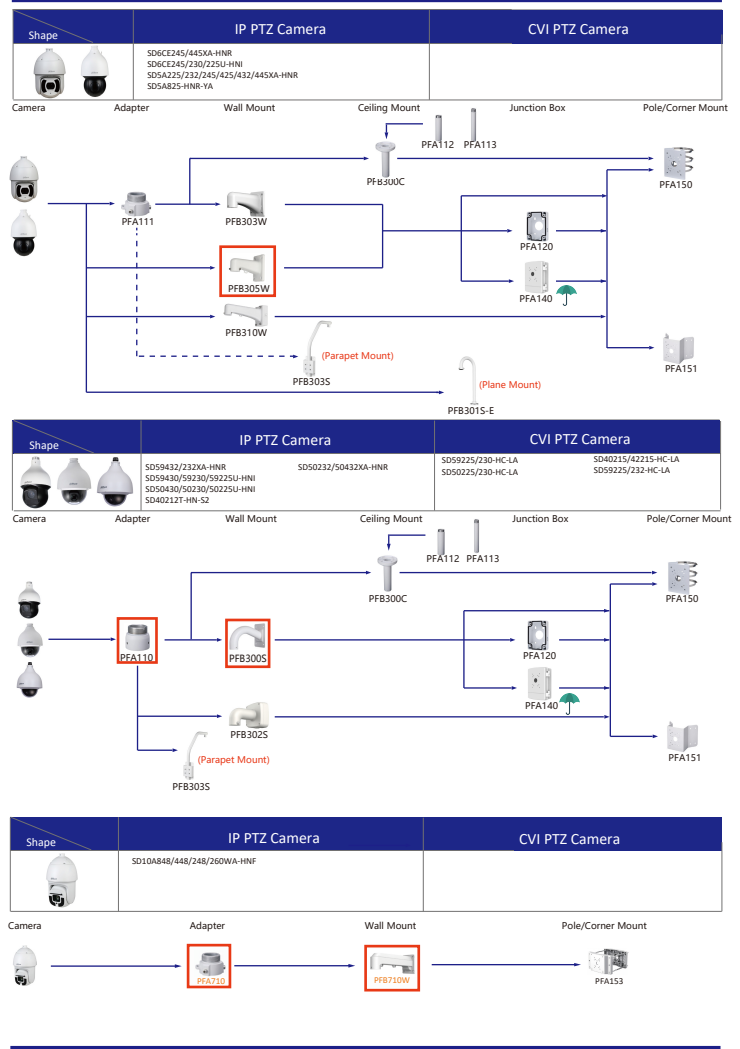 Shape
IP PTZ Camera
CVI PTZ Camera
SD6CE245/445XA-HNR
SD6CE245/230/225U-HNI
SD5A225/232/245/425/432/445XA-HNR
SD5A825-HNR-YA
Camera
Adapter
Wall Mount
Ceiling Mount
Junction Box
Pole/Corner Mount
PFA112
PFA113
PFB300C
PFA150
PFA111
PFB303W
PFA120
PFB305W
PFA140
PFB310W
(Parapet Mount)
PFA151
PFB303S
(Plane Mount)
PFB301S-E
Shape
IP PTZ Camera
CVI PTZ Camera
SD59432/232XA-HNR
SD59430/59230/59225U-HNI
SD50430/50230/50225U-HNI
SD40212T-HN-S2
SD50232/50432XA-HNR
SD59225/230-HC-LA
SD50225/230-HC-LA
SD40215/42215-HC-LA
SD59225/232-HC-LA
Camera
Adapter
Wall Mount
Ceiling Mount
Junction Box
Pole/Corner Mount
PFA112
PFA113
PFB300C
PFA150
PFA110
PFB300S
PFA120
PFA140
PFB302S
(Parapet Mount)
PFA151
PFB303S
Shape
IP PTZ Camera
CVI PTZ Camera
SD10A848/448/248/260WA-HNF
Camera
Adapter
Wall Mount
Pole/Corner Mount
PFA710
PFB710W
PFA153